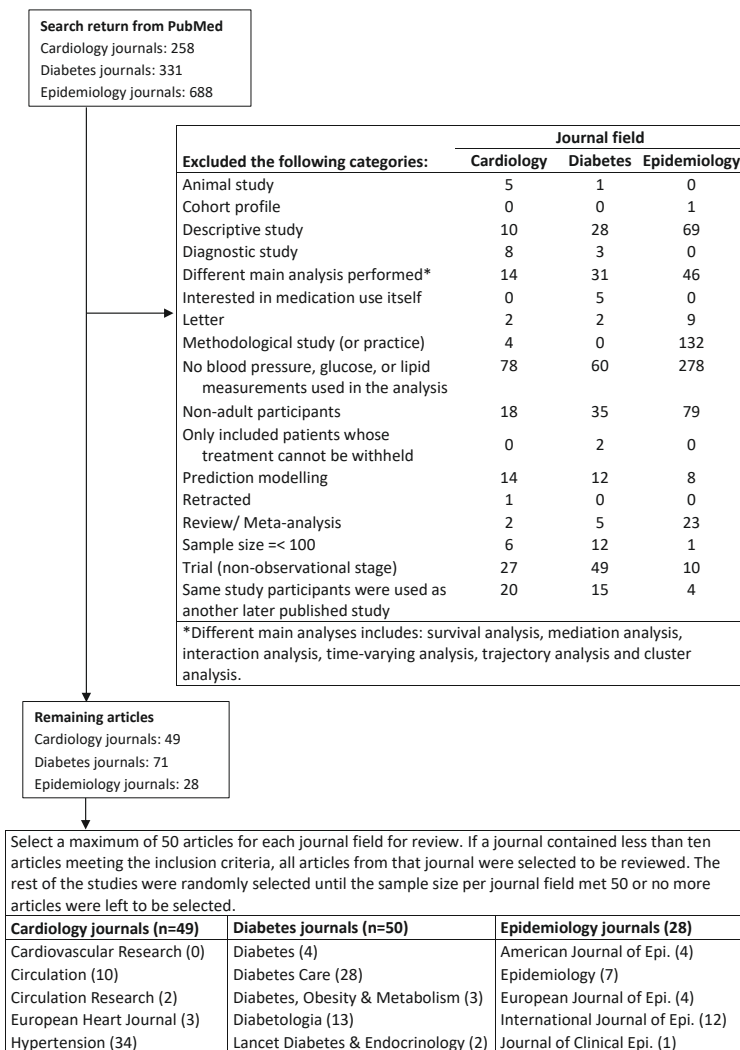 Search return from PubMed
Cardiology journals: 258
Diabetes journals: 331
Epidemiology journals: 688
Journal field
Excluded the following categories: Cardiology Diabetes Epidemiology
Animal study 5 1 0
Cohort profile 0 0 1
Descriptive study 10 28 69
Diagnostic study 8 3 0
Different main analysis performed* 14 31 46
Interested in medication use itself 0 5 0
Letter 2 2 9
Methodological study (or practice) 4 0 132
No blood pressure, glucose, or lipid 78 60 278
measurements used in the analysis
Non-adult participants 18 35 79
Only included patients whose 0 2 0
treatment cannot be withheld
Prediction modelling 14 12 8
Retracted 1 0 0
Review/ Meta-analysis 2 5 23
Sample size =< 100 6 12 1
Trial (non-observational stage) 27 49 10
Same study participants were used as 20 15 4
another later published study
*Different main analyses includes: survival analysis, mediation analysis,
interaction analysis, time-varying analysis, trajectory analysis and cluster
analysis.
Remaining articles
Cardiology journals: 49
Diabetes journals: 71
Epidemiology journals: 28
Select a maximum of 50 articles for each journal field for review. If a journal contained less than ten
articles meeting the inclusion criteria, all articles from that journal were selected to be reviewed. The
rest of the studies were randomly selected until the sample size per journal field met 50 or no more
articles were left to be selected.
Cardiology journals (n=49) Diabetes journals (n=50) Epidemiology journals (28)
Cardiovascular Research (0) Diabetes (4) American Journal of Epi. (4)
Circulation (10) Diabetes Care (28) Epidemiology (7)
Circulation Research (2) Diabetes, Obesity & Metabolism (3) European Journal of Epi. (4)
European Heart Journal (3) Diabetologia (13) International Journal of Epi. (12)
Hypertension (34) Lancet Diabetes & Endocrinology (2) Journal of Clinical Epi. (1)